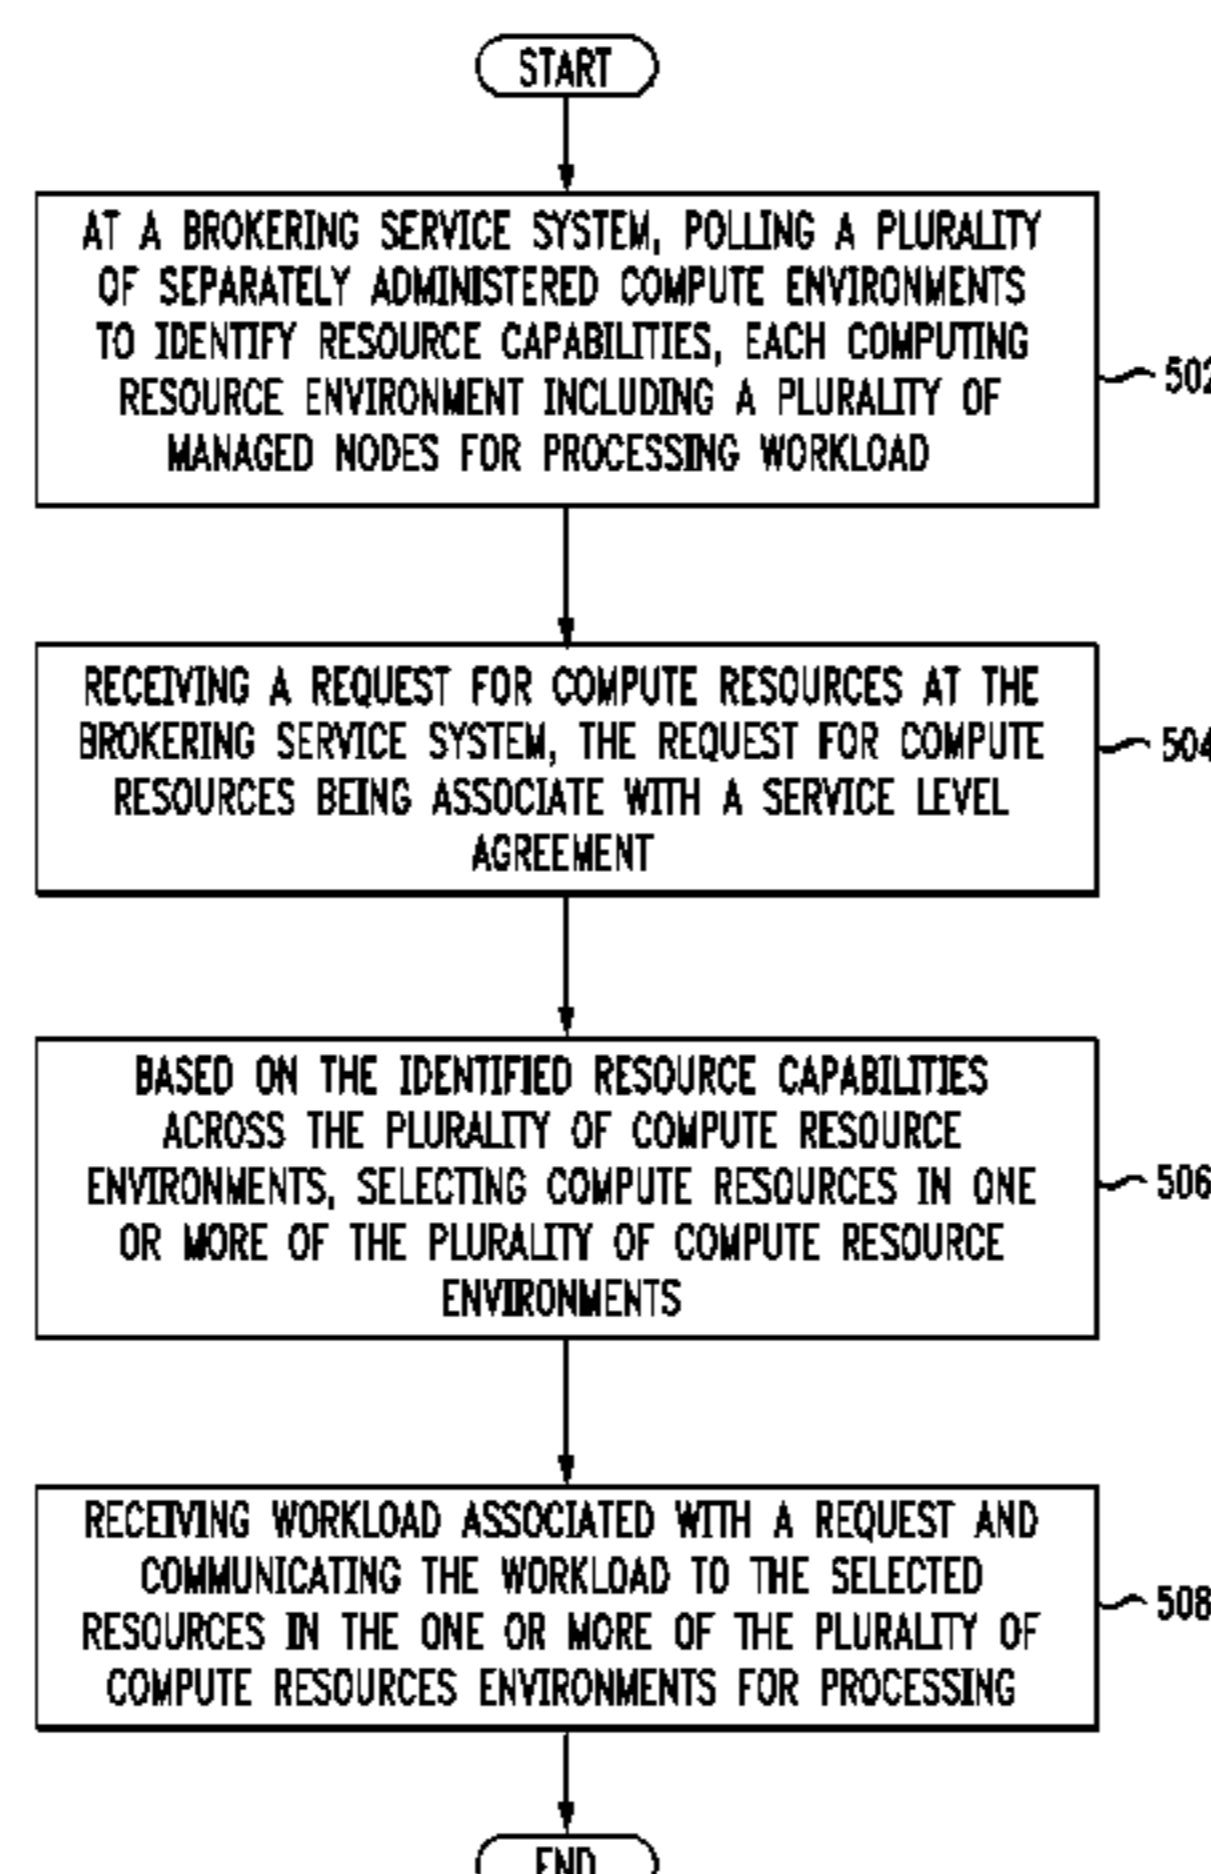 START
AT A BROKERING SERVICE SYSTEM, POLLING A PLURALITY
OF SEPARATELY ADMINISTERED COMPUTE ENVIRONMENTS
TO IDENTIFY RESOURCE CAPABILITIES, EACH COMPUTING
RESOURCE ENVIRONMENT INCLUDING A PLURALITY OF
MANAGED NODES FOR PROCESSING WORKLOAD
502
RECEIVING A REQUEST FOR COMPUTE RESOURCES AT THE
BROKERING SERVICE SYSTEM, THE REQUEST FOR COMPUTE
RESOURCES BEING ASSOCIATE WITH A SERVICE LEVEL
AGREEMENT
504
BASED ON THE IDENTIFIED RESOURCE CAPABILITIES
ACROSS THE PLURALITY OF COMPUTE RESOURCE
ENVIRONMENTS, SELECTING COMPUTE RESOURCES IN ONE
OR MORE OF THE PLURALITY OF COMPUTE RESOURCE
ENVIRONMENTS
506
RECEIVING WORKLOAD ASSOCIATED WITH A REQUEST AND
COMMUNICATING THE WORKLOAD TO THE SELECTED
RESOURCES IN THE ONE OR MORE OF THE PLURALITY OF
COMPUTE RESOURCES ENVIRONMENTS FOR PROCESSING
508
END